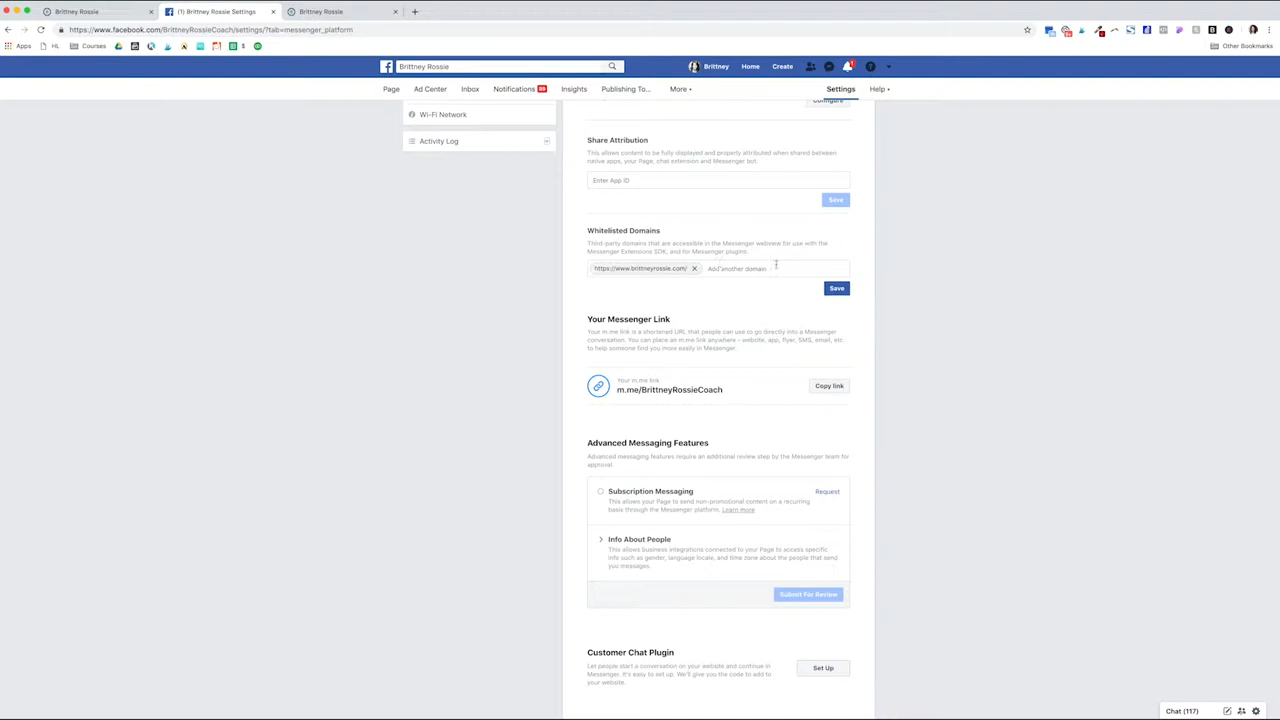 Brittney Rossie
(1) Brittney Rossie Settings
Brittney Rossie
https://www.facebook.com/BrittneyRossieCoach/settings/?tab=messenger_platform
Apps
HL
Courses
$
Other Bookmarks
Brittney Rossie
Brittney
Home
Create
Page
Ad Center
Inbox
Notifications 99
Insights
Publishing To...
More
Settings
Help
Configure
Wi-Fi Network
Activity Log
Share Attribution
This allows content to be fully displayed and properly attributed when shared between
native apps, your Page, chat extension and Messenger bot.
Enter App ID
Save
Whitelisted Domains
Third-party domains that are accessible in the Messenger webview for use with the
Messenger Extensions SDK, and for Messenger plugins.
https://www.brittneyrossie.com/
Add another domain
Save
Your Messenger Link
Your m.me link is a shortened URL that people can use to go directly into a Messenger
conversation. You can place an m.me link anywhere - website, app, flyer, SMS, email, etc.
to help someone find you more easily in Messenger.
Your m.me link
m.me/BrittneyRossieCoach
Copy link
Advanced Messaging Features
Advanced messaging features require an additional review step by the Messenger team for
approval.
Subscription Messaging
Request
This allows your Page to send non-promotional content on a recurring
basis through the Messenger platform. Learn more
Info About People
This allows business integrations connected to your Page to access specific
info such as gender, language locale, and time zone about the people that send
you messages.
Submit For Review
Customer Chat Plugin
Let people start a conversation on your website and continue in
Messenger. It's easy to set up. We'll give you the code to add to
your website.
Set Up
Chat (117)